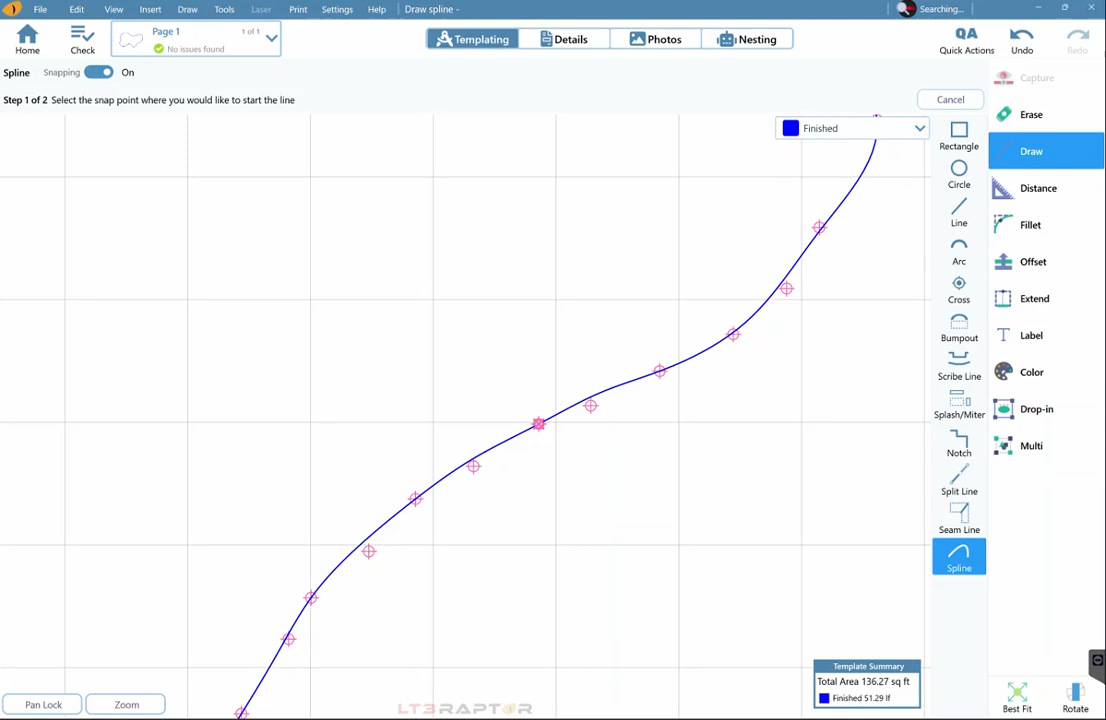 File Edit View Insert Draw Tools Laser Print Settings Help Draw spline - Searching...
Home
Check
Page 1
1 of 1
No issues found
Templating
Details
Photos
Nesting
QA
Quick Actions
Undo
Redo
Spline Snapping On
Step 1 of 2 Select the snap point where you would like to start the line
Cancel
Finished
Rectangle
Circle
Line
Arc
Cross
Bumpout
Scribe Line
Splash/Miter
Notch
Split Line
Seam Line
Spline
Capture
Erase
Draw
Distance
Fillet
Offset
Extend
Label
Color
Drop-in
Multi
Template Summary
Total Area 136.27 sq ft
Finished 51.29 lf
Pan Lock
Zoom
LT3RAPTOR
Best Fit
Rotate